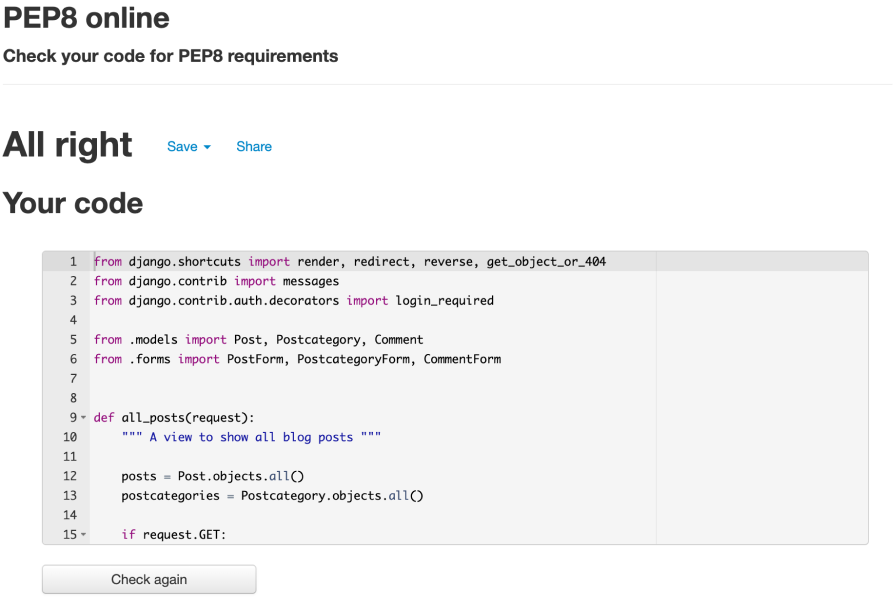 PEP8 online
Check your code for PEP8 requirements
All right Save Share
Your code
1 from django.shortcuts import render, redirect, reverse, get_object_or_404
2 from django.contrib import messages
3 from django.contrib.auth.decorators import login_required
4
5 from .models import Post, Postcategory, Comment
6 from .forms import PostForm, PostcategoryForm, CommentForm
7
8
9 def all_posts(request):
10 """ A view to show all blog posts """
11
12 posts = Post.objects.all()
13 postcategories = Postcategory.objects.all()
14
15 if request.GET:
Check again